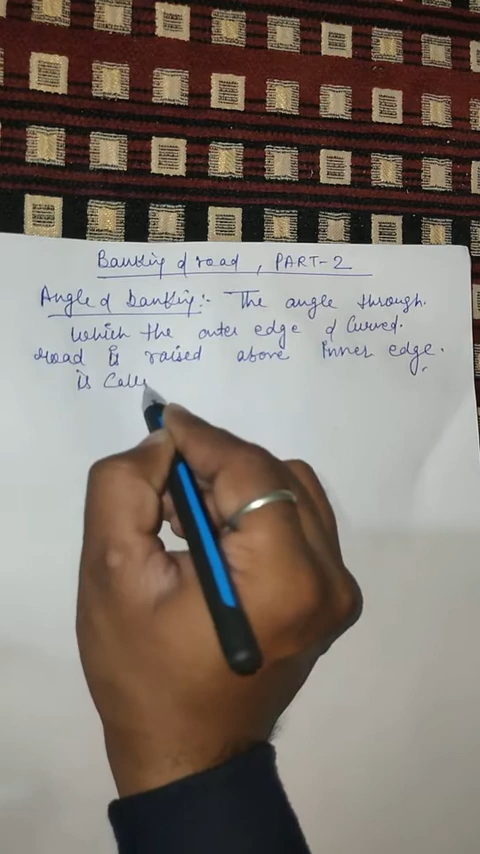 Banking of road, PART-2
Angle of banking:- The angle through
which the outer edge of curved
road is raised above inner edge.
is Calle